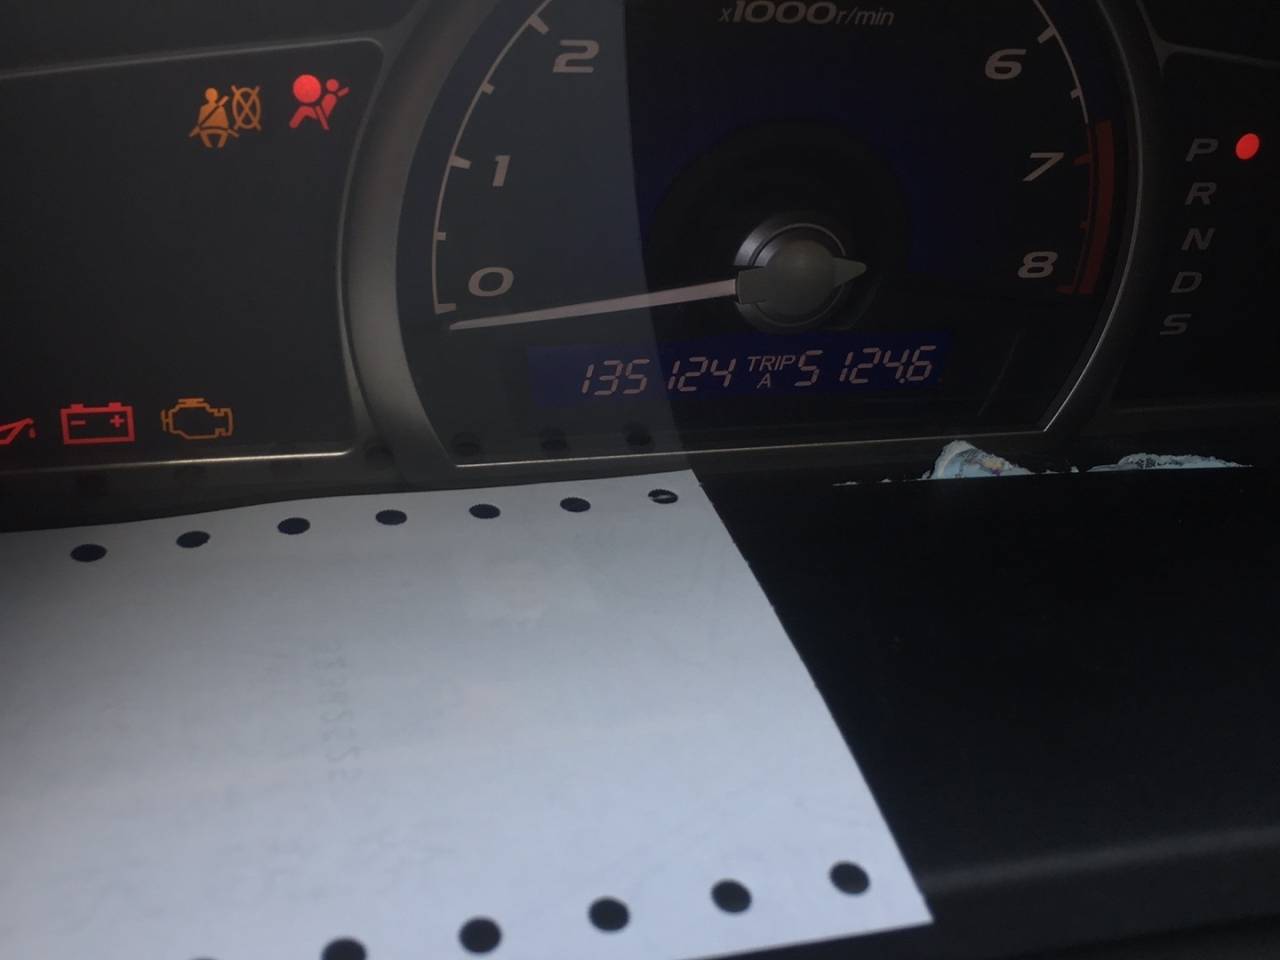 x1000r/min
2
6
1
7
0
8
135124 TRIP A 5124.6
P
R
N
D
S
- +